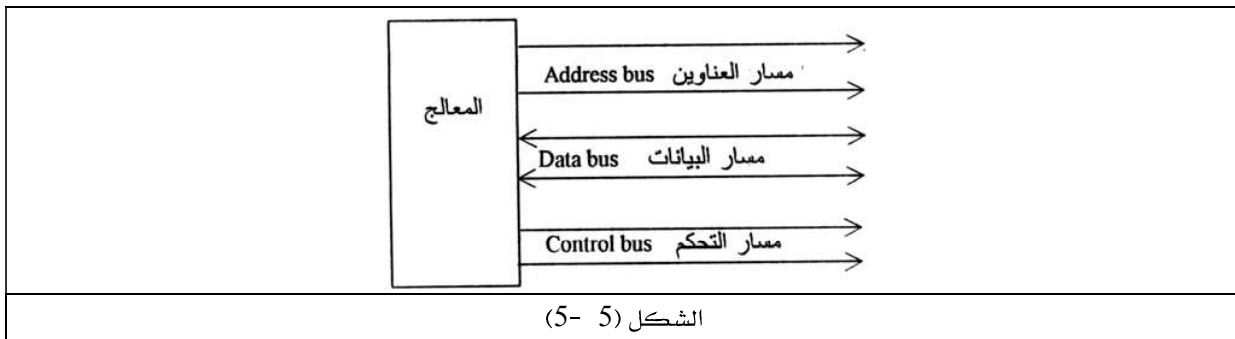 مسار العناوين Address bus
المعالج
مسار البيانات Data bus
مسار التحكم Control bus
الشكل (5 -5)